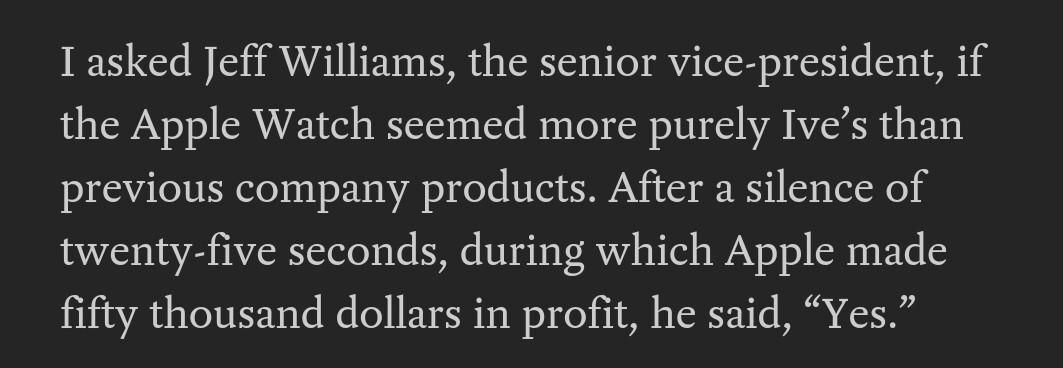 I asked Jeff Williams, the senior vice-president, if
the Apple Watch seemed more purely Ive’s than
previous company products. After a silence of
twenty-five seconds, during which Apple made
fifty thousand dollars in profit, he said, “Yes.”